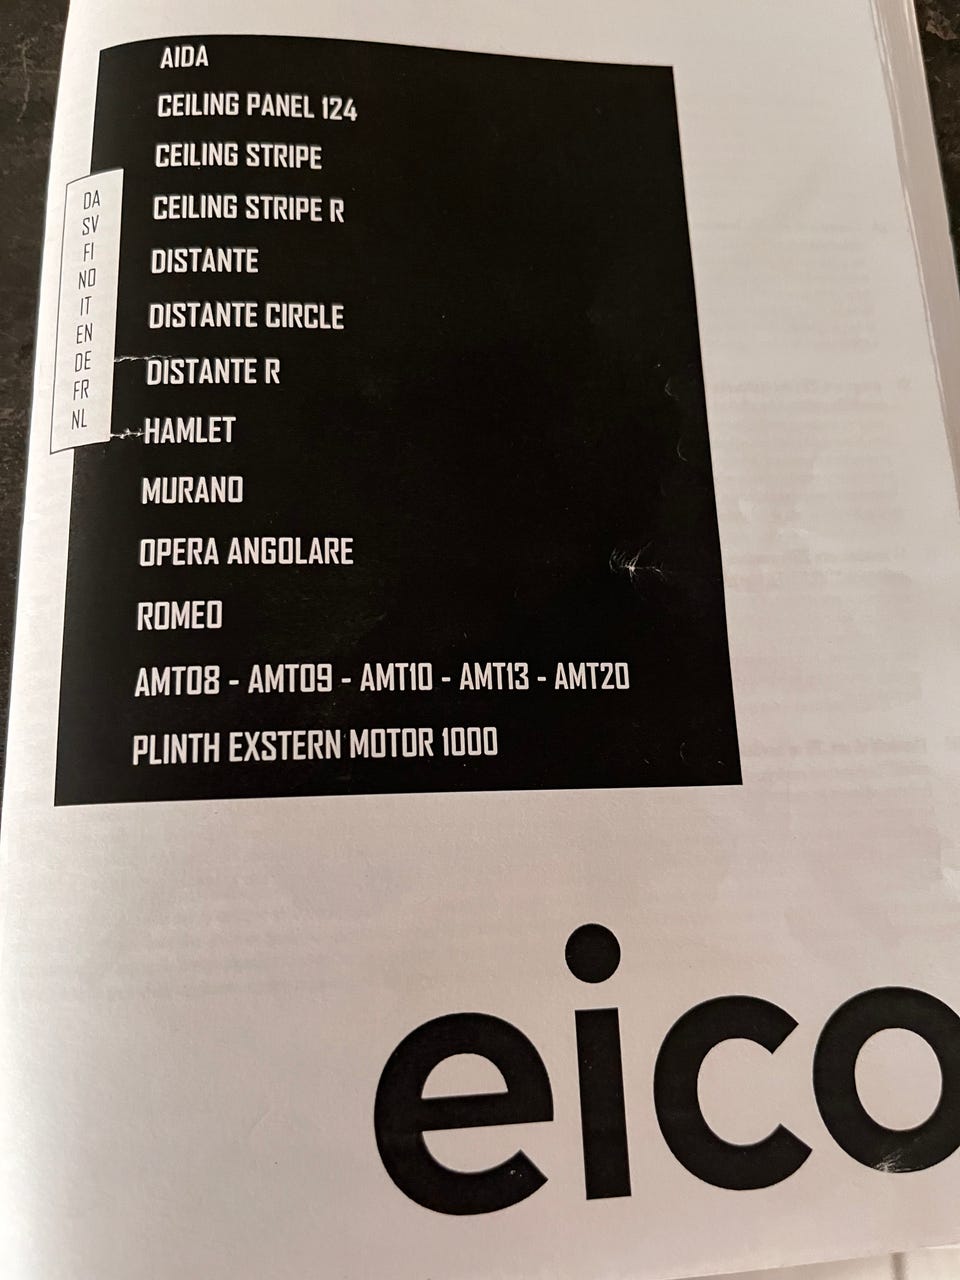 AIDA
CEILING PANEL 124
CEILING STRIPE
CEILING STRIPE R
DISTANTE
DISTANTE CIRCLE
DISTANTE R
HAMLET
MURANO
OPERA ANGOLARE
ROMEO
AMT08 - AMT09 - AMT10 - AMT13 - AMT20
PLINTH EXSTERN MOTOR 1000
DA
SV
FI
NO
IT
EN
DE
FR
NL
eico